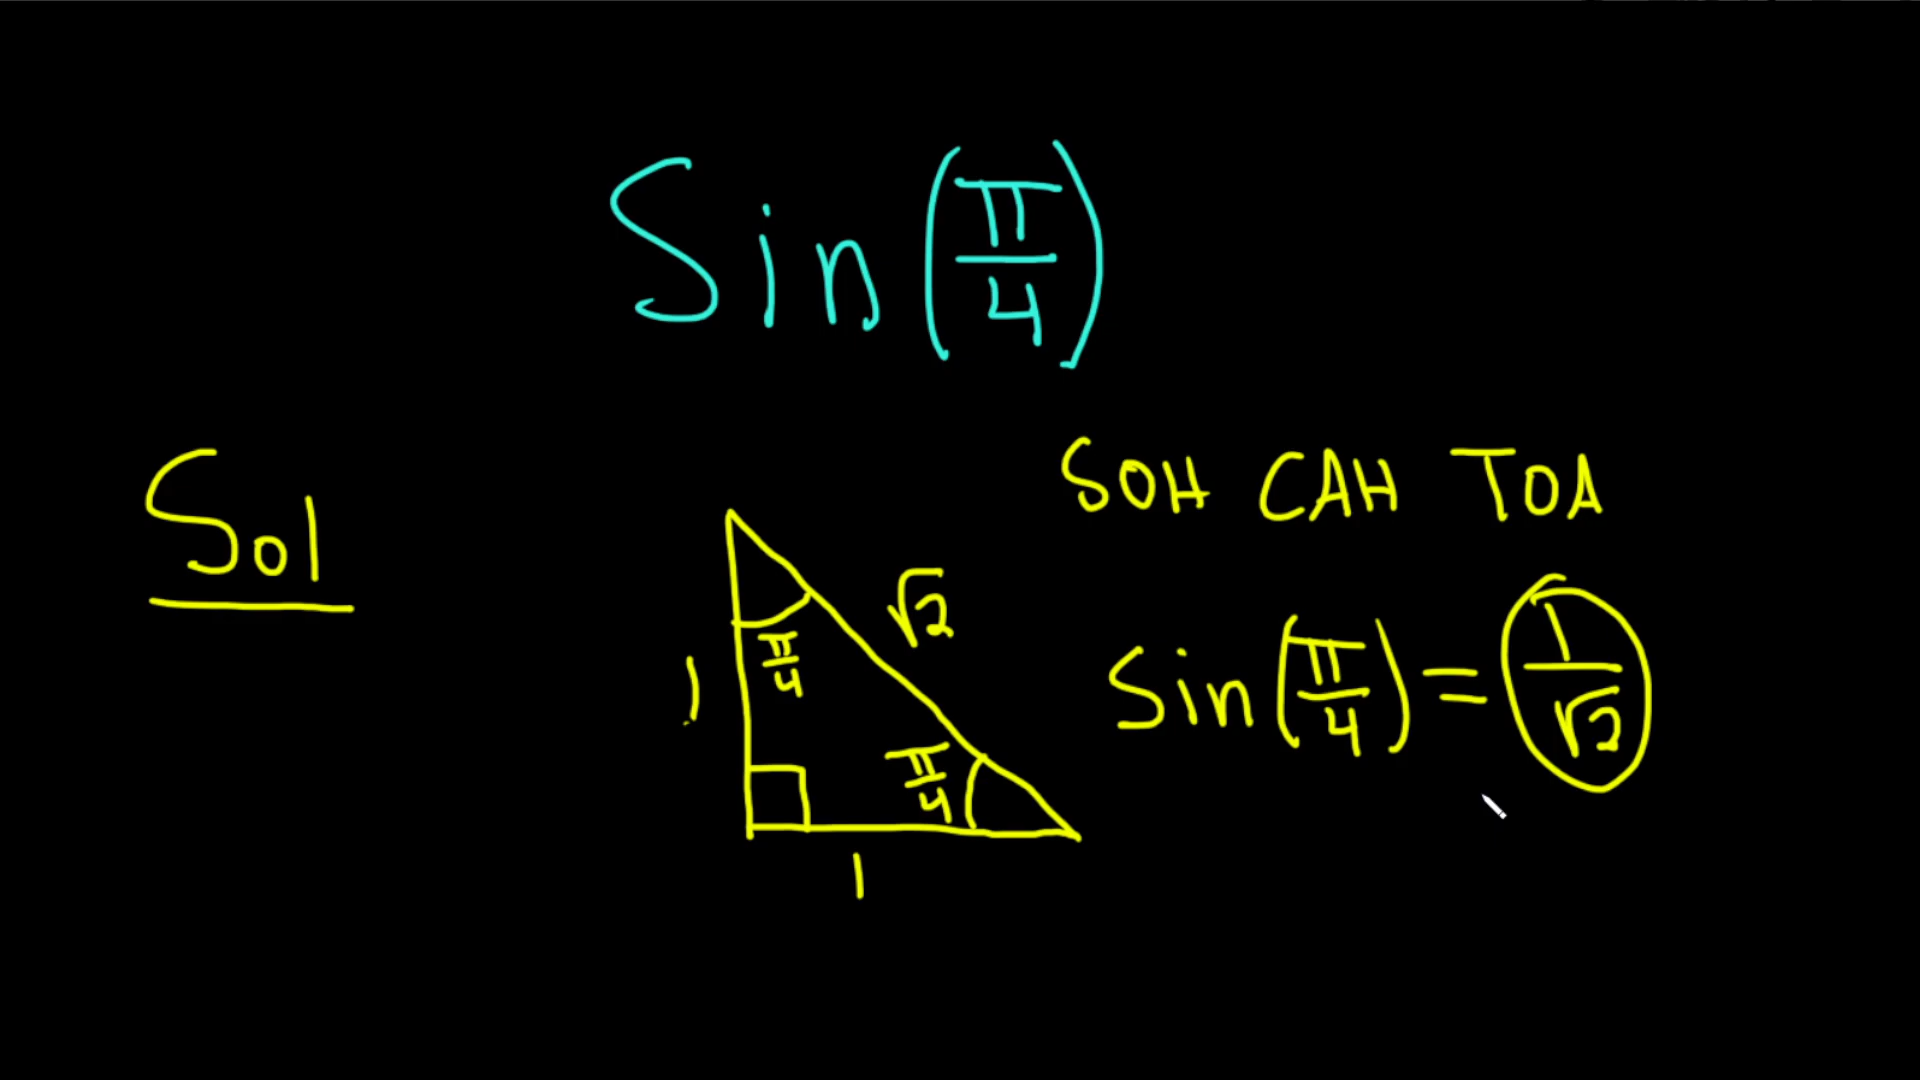 Sin(π/4)
SOH CAH TOA
Sol
√2
π/4
1
Sin(π/4) = 1/√2
π/4
1